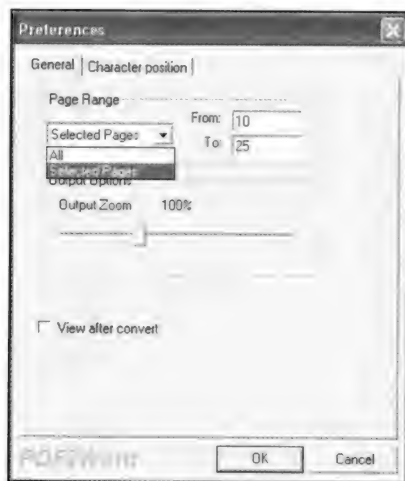 Preferences
General Character position
Page Range
Selected Pages
From: 10
To: 25
All
Selected Pages
Output Options
Output Zoom 100%
View after convert
PDF2Word
OK Cancel